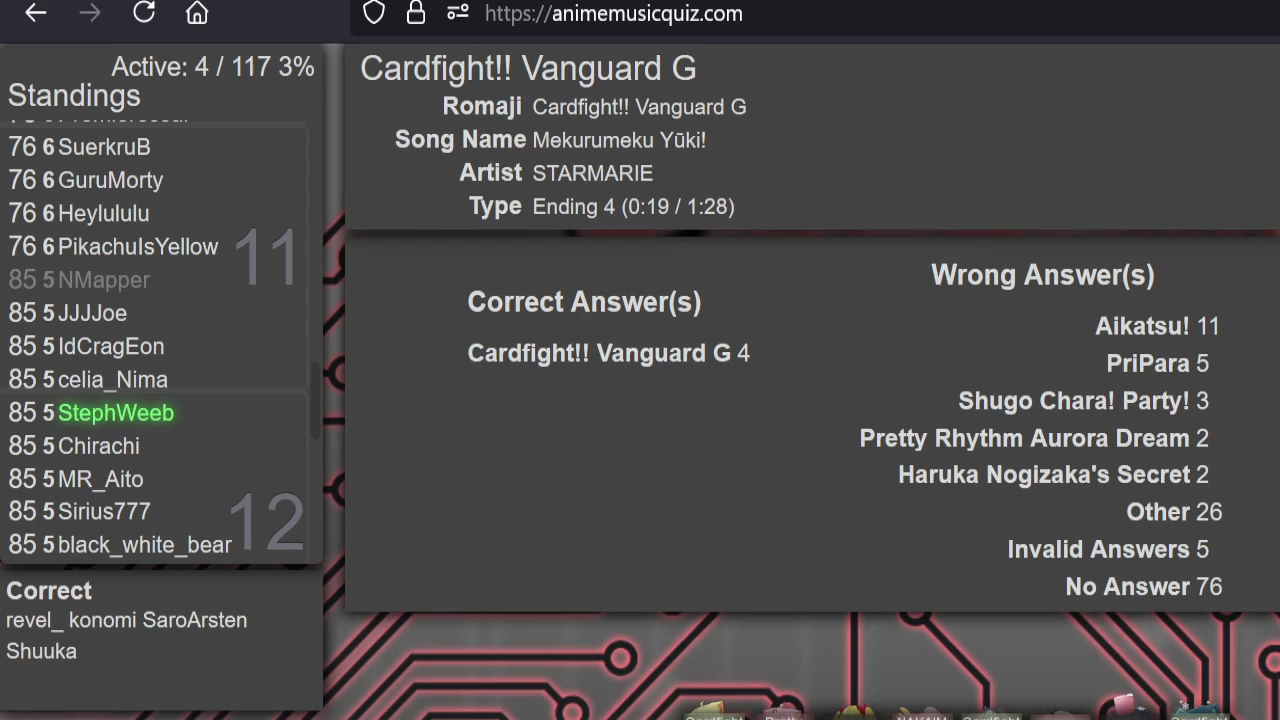 https://animemusicquiz.com
Active: 4 / 117 3%
Standings
76 6 SuerkruB
76 6 GuruMorty
76 6 Heylululu
76 6 PikachuIsYellow
11
85 5 NMapper
85 5 JJJJoe
85 5 IdCragEon
85 5 celia_Nima
85 5 StephWeeb
85 5 Chirachi
85 5 MR_Aito
85 5 Sirius777
12
85 5 black_white_bear
Correct
revel_ konomi SaroArsten
Shuuka
Cardfight!! Vanguard G
Romaji Cardfight!! Vanguard G
Song Name Mekurumeku Yūki!
Artist STARMARIE
Type Ending 4 (0:19 / 1:28)
Correct Answer(s)
Cardfight!! Vanguard G 4
Wrong Answer(s)
Aikatsu! 11
PriPara 5
Shugo Chara! Party! 3
Pretty Rhythm Aurora Dream 2
Haruka Nogizaka's Secret 2
Other 26
Invalid Answers 5
No Answer 76